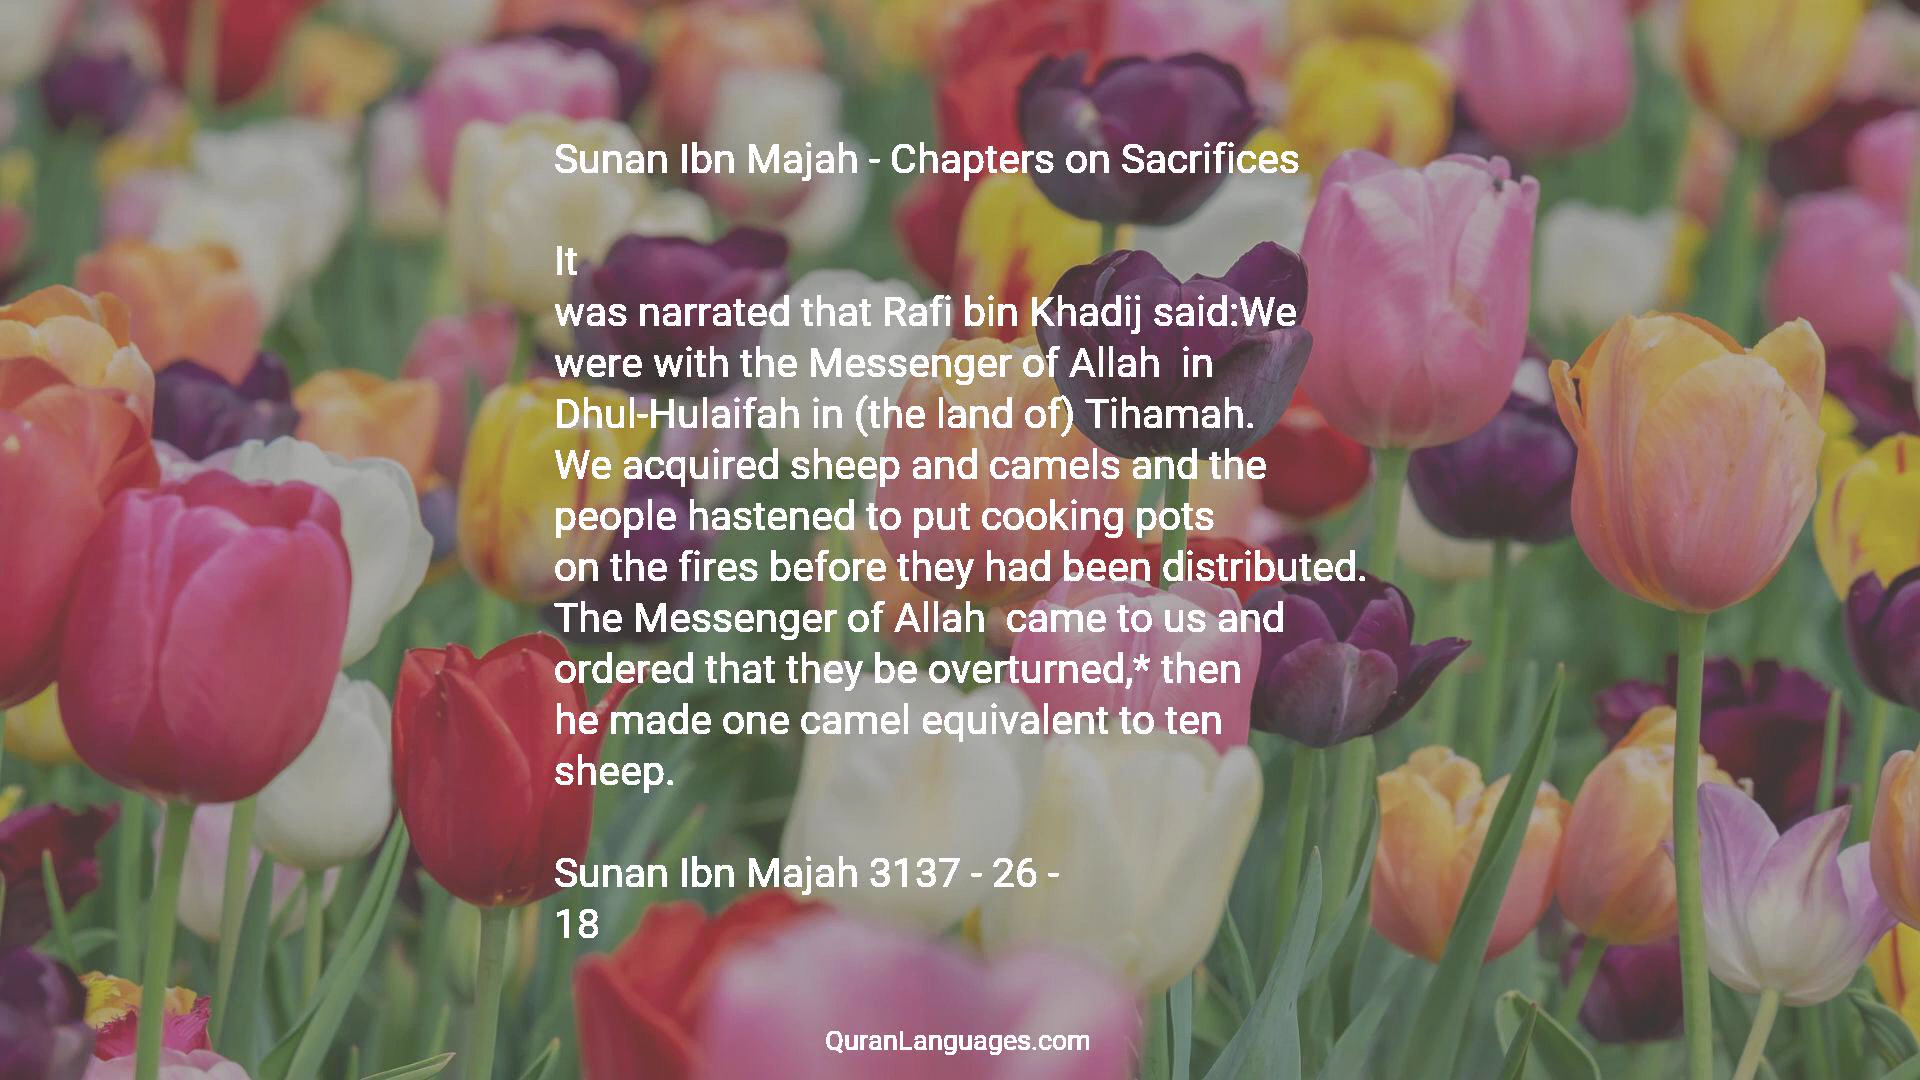 Sunan Ibn Majah - Chapters on Sacrifices
It
was narrated that Rafi bin Khadij said:We
were with the Messenger of Allah  in
Dhul-Hulaifah in (the land of) Tihamah.
We acquired sheep and camels and the
people hastened to put cooking pots
on the fires before they had been distributed.
The Messenger of Allah  came to us and
ordered that they be overturned,* then
he made one camel equivalent to ten
sheep.
Sunan Ibn Majah 3137 - 26 -
18
QuranLanguages.com